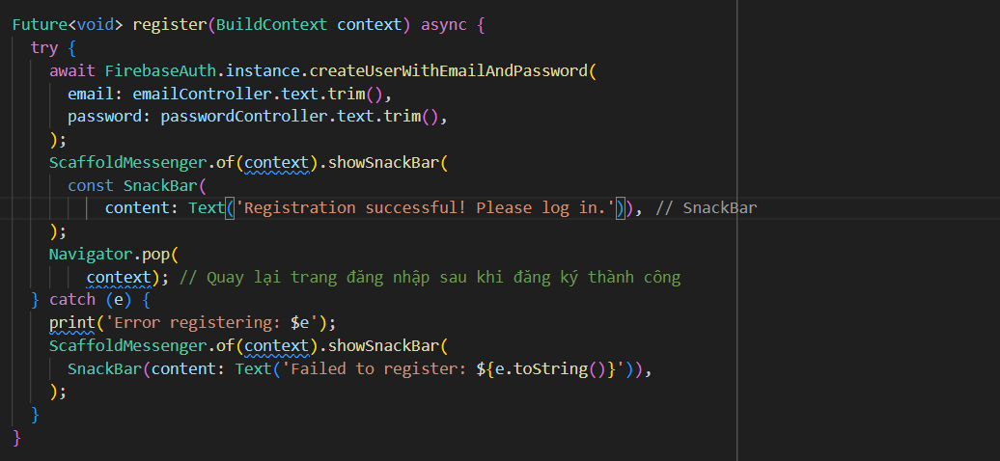 Future<void> register(BuildContext context) async {
  try {
    await FirebaseAuth.instance.createUserWithEmailAndPassword(
      email: emailController.text.trim(),
      password: passwordController.text.trim(),
    );
    ScaffoldMessenger.of(context).showSnackBar(
      const SnackBar(
          content: Text('Registration successful! Please log in.')), // SnackBar
    );
    Navigator.pop(
        context); // Quay lại trang đăng nhập sau khi đăng ký thành công
  } catch (e) {
    print('Error registering: $e');
    ScaffoldMessenger.of(context).showSnackBar(
      SnackBar(content: Text('Failed to register: ${e.toString()}')),
    );
  }
}